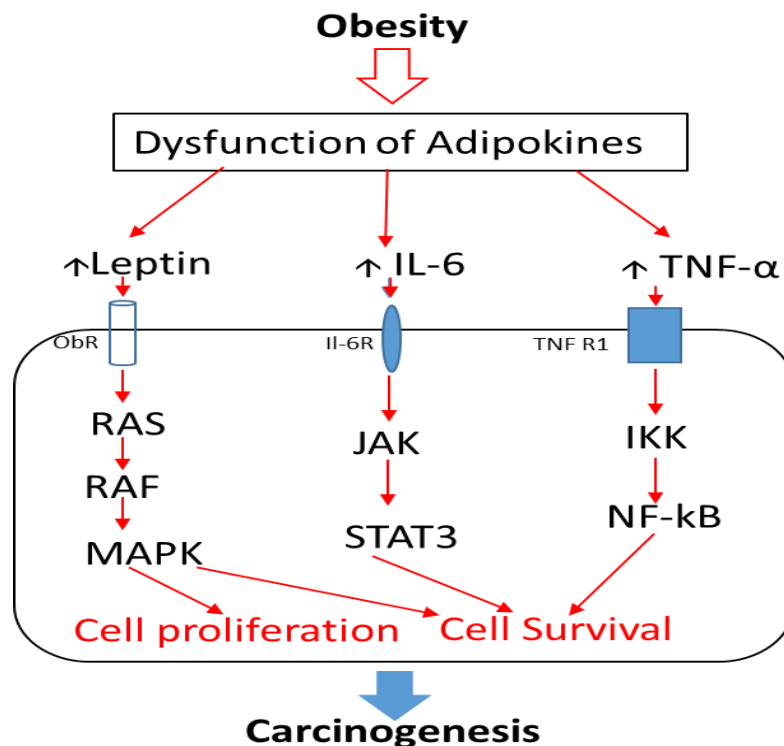 Obesity
Dysfunction of Adipokines
↑Leptin
↑ IL-6
↑ TNF-α
ObR
Il-6R
TNF R1
RAS
JAK
IKK
RAF
NF-kB
MAPK
STAT3
Cell proliferation
Cell Survival
Carcinogenesis